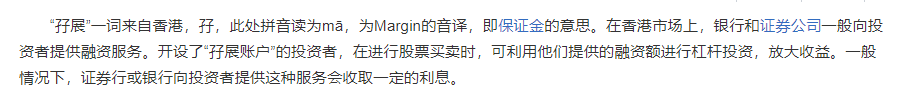 “孖展”一词来自香港，孖，此处拼音读为mā，为Margin的音译，即保证金的意思。在香港市场上，银行和证券公司一般向投
资者提供融资服务。开设了“孖展账户”的投资者，在进行股票买卖时，可利用他们提供的融资额进行杠杆投资，放大收益。一般
情况下，证券行或银行向投资者提供这种服务会收取一定的利息。